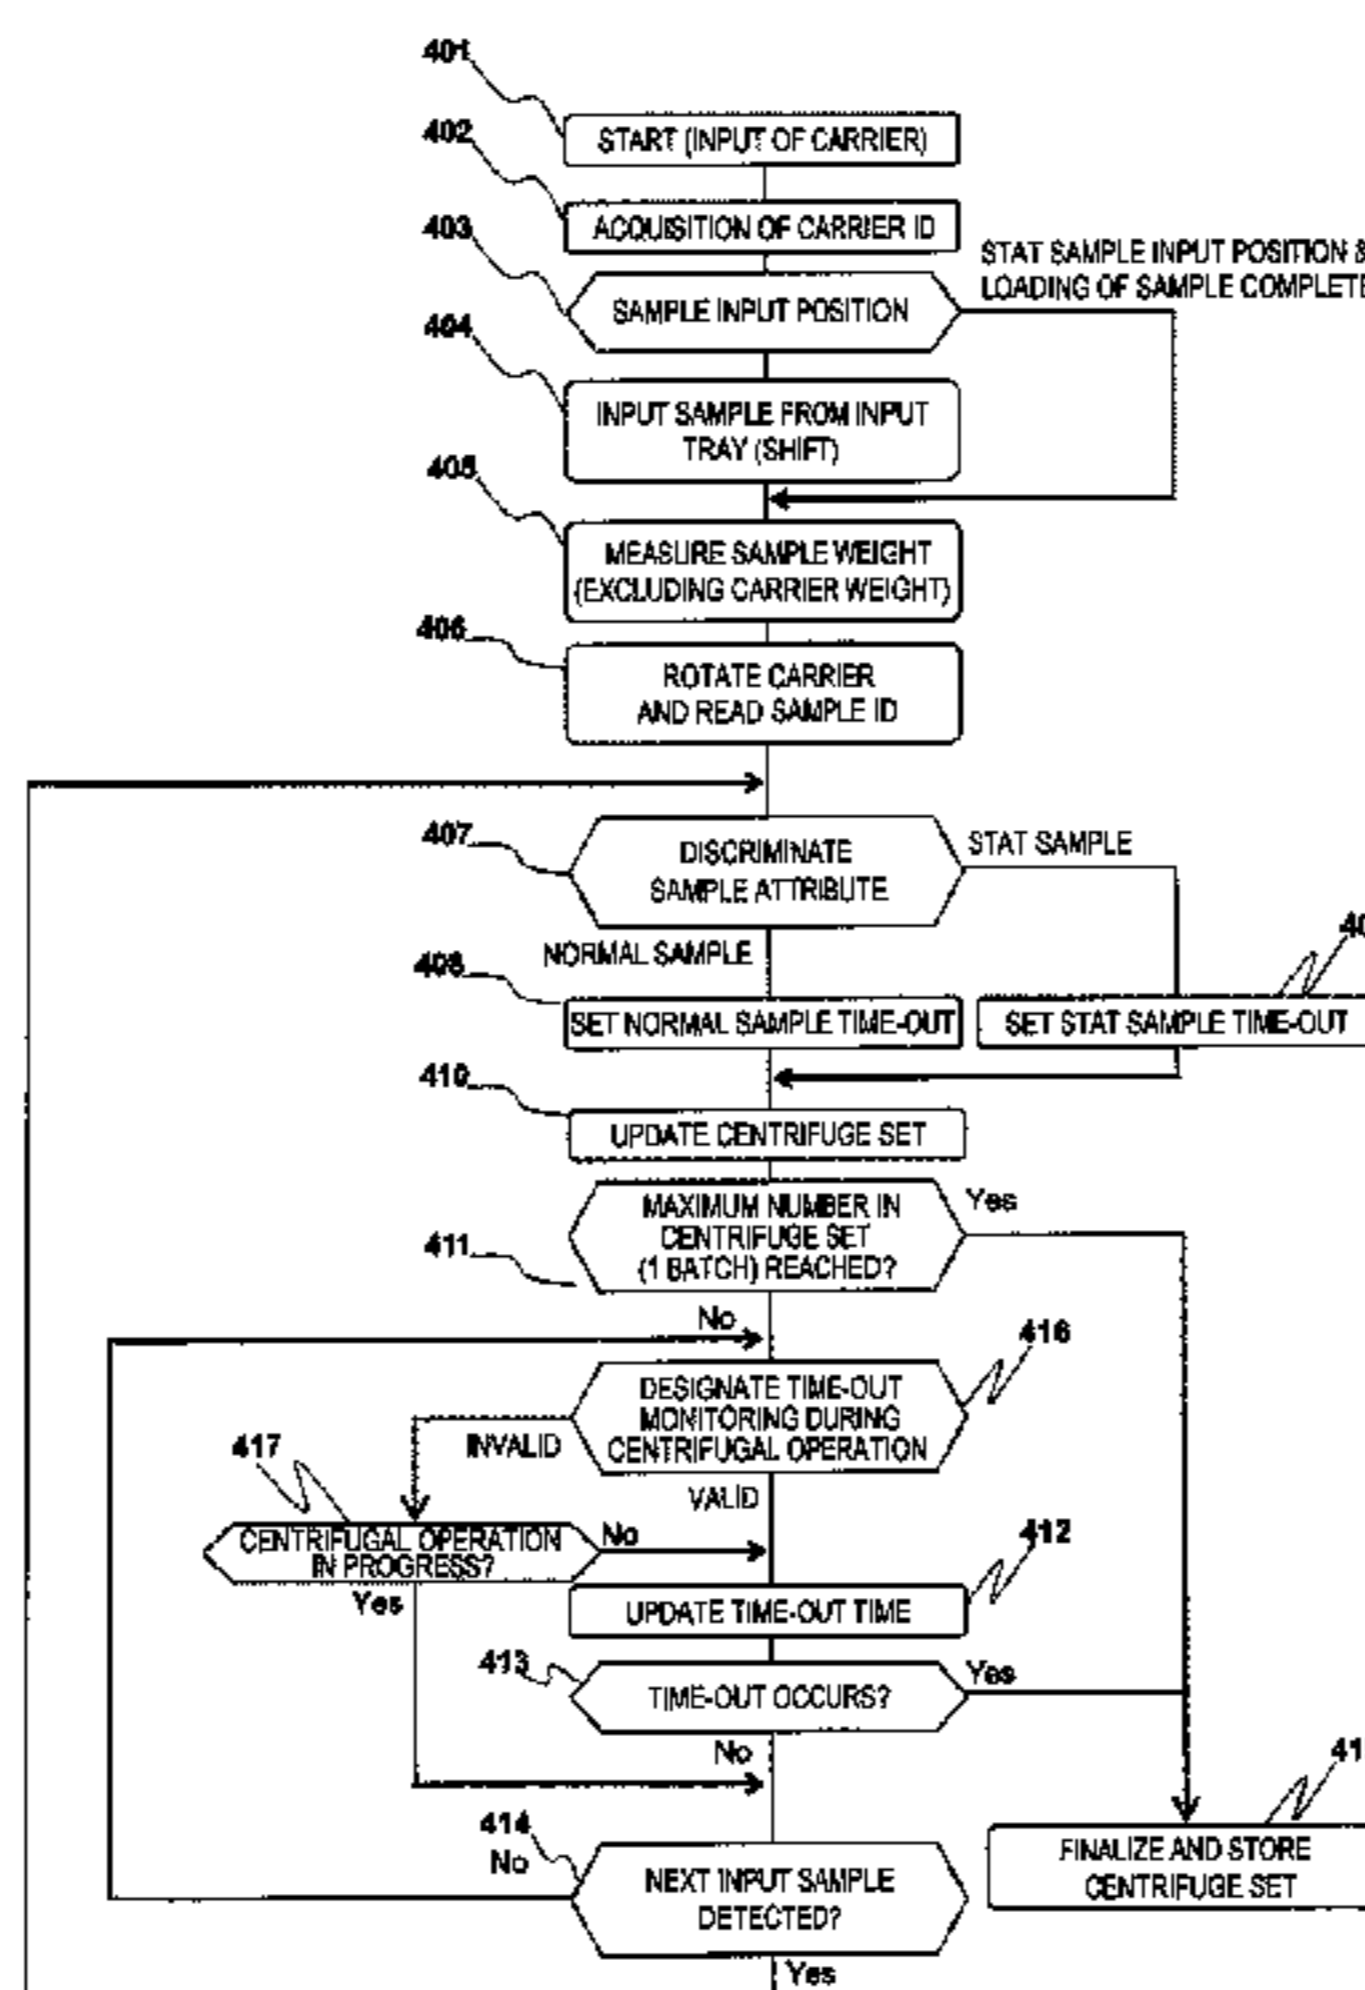 401
START (INPUT OF CARRIER)
402
ACQUISITION OF CARRIER ID
403
SAMPLE INPUT POSITION
STAT SAMPLE INPUT POSITION &
LOADING OF SAMPLE COMPLETE
404
INPUT SAMPLE FROM INPUT
TRAY (SHIFT)
405
MEASURE SAMPLE WEIGHT
(EXCLUDING CARRIER WEIGHT)
406
ROTATE CARRIER
AND READ SAMPLE ID
407
DISCRIMINATE
SAMPLE ATTRIBUTE
STAT SAMPLE
NORMAL SAMPLE
408
SET NORMAL SAMPLE TIME-OUT
40
SET STAT SAMPLE TIME-OUT
410
UPDATE CENTRIFUGE SET
411
MAXIMUM NUMBER IN
CENTRIFUGE SET
(1 BATCH) REACHED?
Yes
No
416
DESIGNATE TIME-OUT
MONITORING DURING
CENTRIFUGAL OPERATION
INVALID
VALID
417
CENTRIFUGAL OPERATION
IN PROGRESS?
No
Yes
412
UPDATE TIME-OUT TIME
413
TIME-OUT OCCURS?
Yes
No
414
No
NEXT INPUT SAMPLE
DETECTED?
Yes
41
FINALIZE AND STORE
CENTRIFUGE SET